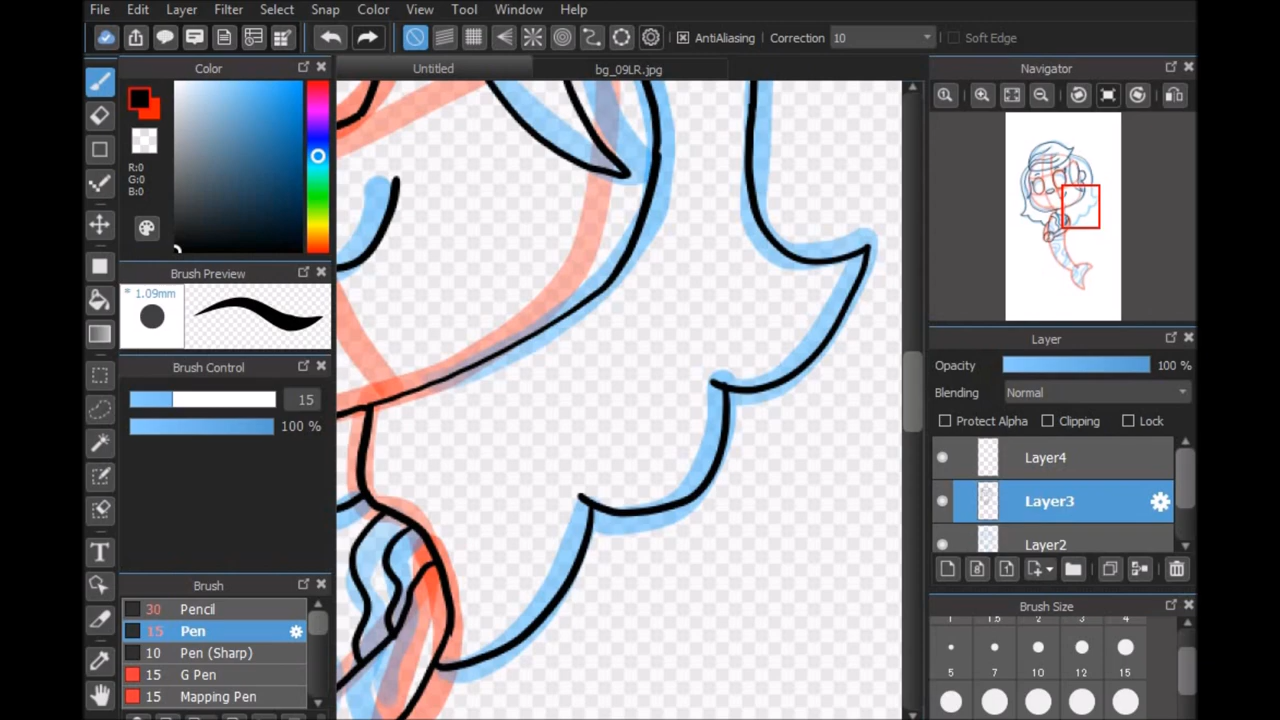 File Edit Layer Filter Select Snap Color View Tool Window Help
AntiAliasing Correction 10 Soft Edge
Color
Untitled
bg_09LR.jpg
Navigator
R:0
G:0
B:0
Brush Preview
* 1.09mm
Brush Control
15
100 %
Layer
Opacity 100 %
Blending Normal
Protect Alpha Clipping Lock
Layer4
Layer3
Layer2
Brush
30 Pencil
15 Pen
10 Pen (Sharp)
15 G Pen
15 Mapping Pen
Brush Size
1 1.5 2 3 4
5 7 10 12 15